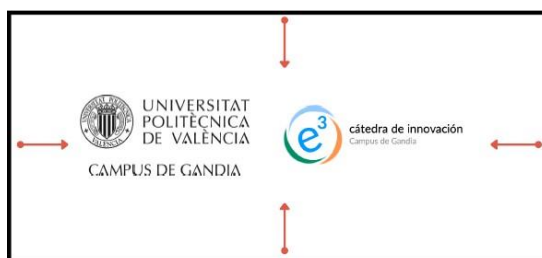 UNIVERSITAT
POLITÈCNICA
DE VALÈNCIA
CAMPUS DE GANDIA
e³
cátedra de innovación
Campus de Gandia